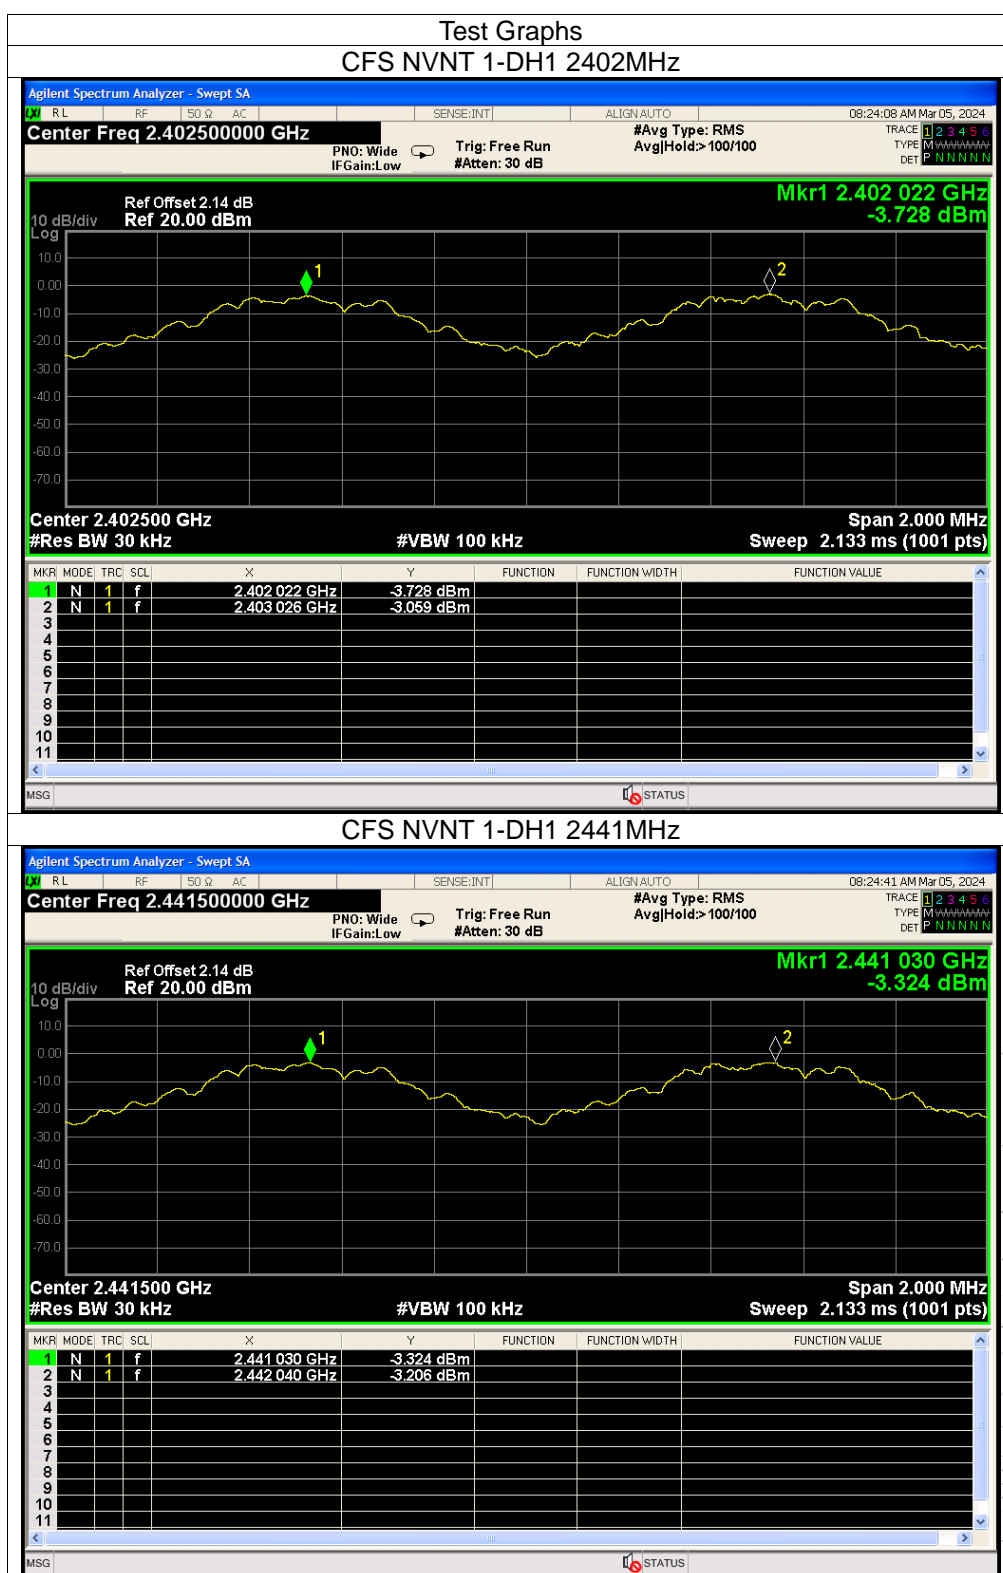 Test Graphs
CFS NVNT 1-DH1 2402MHz
Agilent Spectrum Analyzer - Swept SA
LXI RL RF 50 Ω AC SENSE:INT ALIGN AUTO 08:24:08 AM Mar 05, 2024
Center Freq 2.402500000 GHz #Avg Type: RMS TRACE 1 2 3 4 5 6
PNO: Wide Trig: Free Run Avg|Hold:>100/100 TYPE M
IFGain:Low #Atten: 30 dB DET P N N N N N
Mkr1 2.402 022 GHz
Ref Offset 2.14 dB
10 dB/div Ref 20.00 dBm -3.728 dBm
Log
10.0
1 2
0.00
-10.0
-20.0
-30.0
-40.0
-50.0
-60.0
-70.0
Center 2.402500 GHz Span 2.000 MHz
#Res BW 30 kHz #VBW 100 kHz Sweep 2.133 ms (1001 pts)
MKR MODE TRC SCL X Y FUNCTION FUNCTION WIDTH FUNCTION VALUE
1 N 1 f 2.402 022 GHz -3.728 dBm
2 N 1 f 2.403 026 GHz -3.059 dBm
3
4
5
6
7
8
9
10
11
MSG STATUS
CFS NVNT 1-DH1 2441MHz
Agilent Spectrum Analyzer - Swept SA
LXI RL RF 50 Ω AC SENSE:INT ALIGN AUTO 08:24:41 AM Mar 05, 2024
Center Freq 2.441500000 GHz #Avg Type: RMS TRACE 1 2 3 4 5 6
PNO: Wide Trig: Free Run Avg|Hold:>100/100 TYPE M
IFGain:Low #Atten: 30 dB DET P N N N N N
Mkr1 2.441 030 GHz
Ref Offset 2.14 dB
10 dB/div Ref 20.00 dBm -3.324 dBm
Log
10.0
1 2
0.00
-10.0
-20.0
-30.0
-40.0
-50.0
-60.0
-70.0
Center 2.441500 GHz Span 2.000 MHz
#Res BW 30 kHz #VBW 100 kHz Sweep 2.133 ms (1001 pts)
MKR MODE TRC SCL X Y FUNCTION FUNCTION WIDTH FUNCTION VALUE
1 N 1 f 2.441 030 GHz -3.324 dBm
2 N 1 f 2.442 040 GHz -3.206 dBm
3
4
5
6
7
8
9
10
11
MSG STATUS